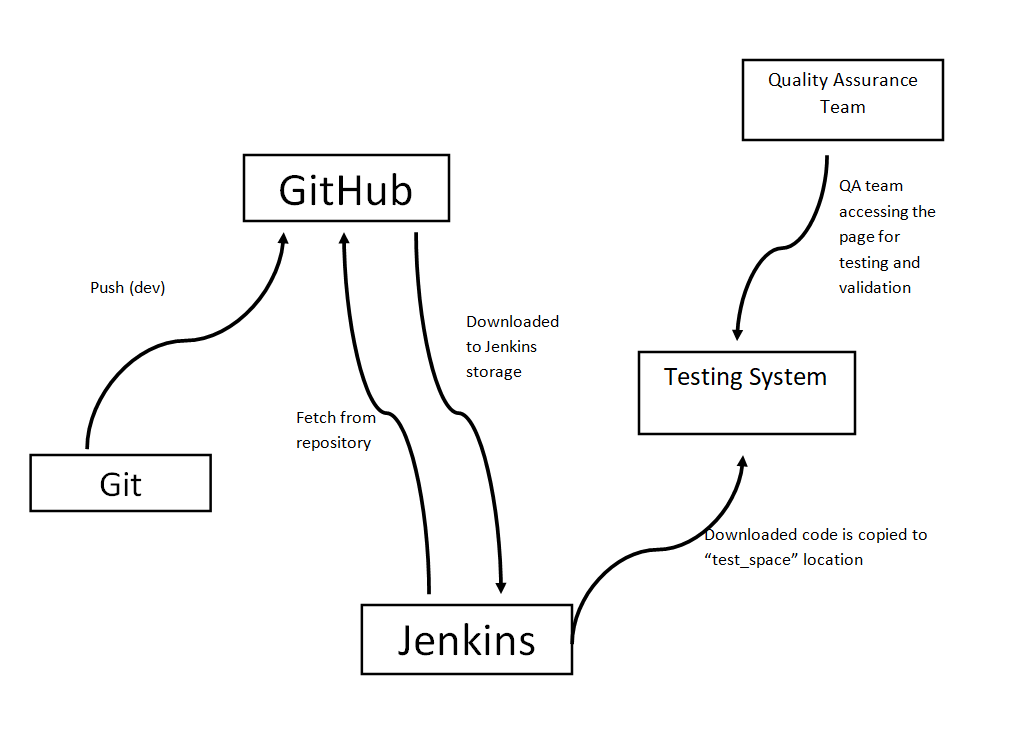 Quality Assurance
Team
GitHub
QA team
accessing the
page for
testing and
validation
Push (dev)
Downloaded
to Jenkins
storage
Testing System
Fetch from
repository
Git
Downloaded code is copied to
“test_space” location
Jenkins